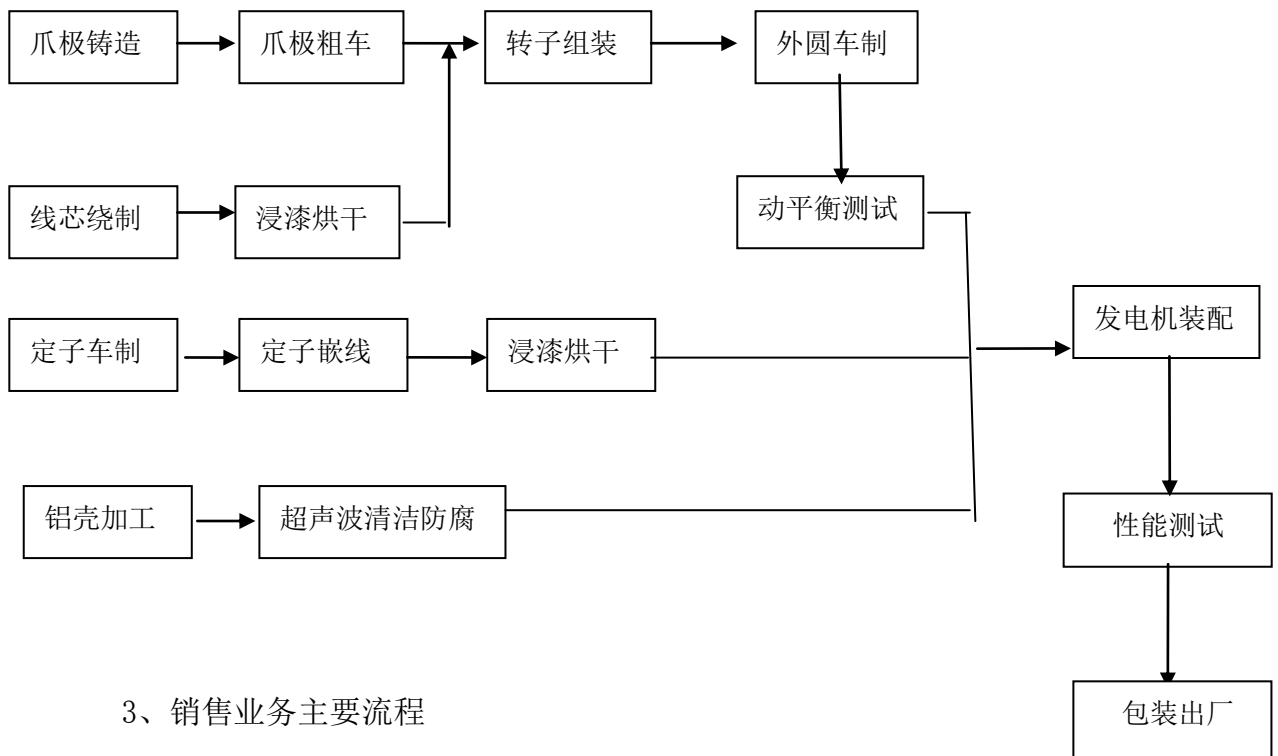 爪极铸造
爪极粗车
转子组装
外圆车制
线芯绕制
浸漆烘干
动平衡测试
定子车制
定子嵌线
浸漆烘干
发电机装配
铝壳加工
超声波清洁防腐
性能测试
3、销售业务主要流程
包装出厂